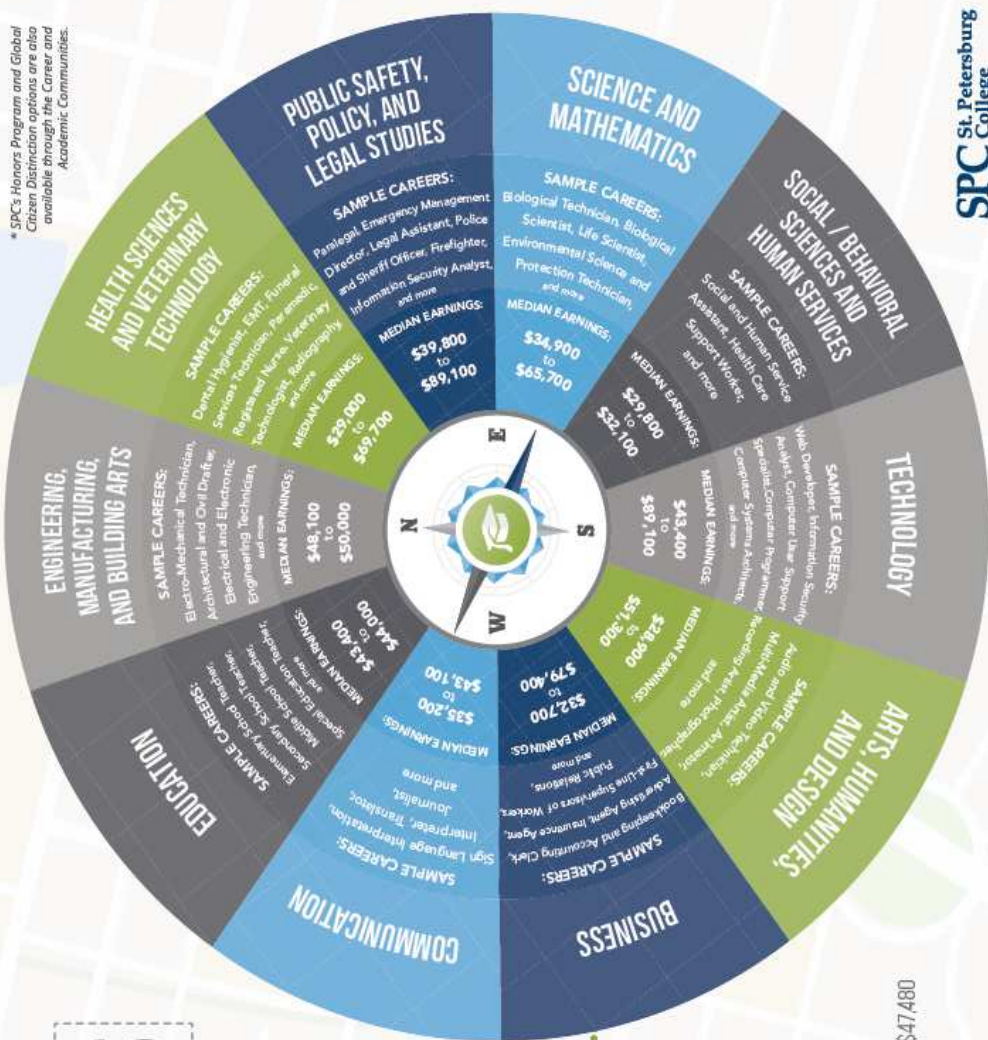 * SPC's Honors Program and Global
Citizen Distinction options are also
available through the Career and
Academic Communities.
PUBLIC SAFETY,
POLICY, AND
LEGAL STUDIES
SAMPLE CAREERS:
Paralegal, Emergency Management
Director, Legal Assistant, Police
and Sheriff Officer, Firefighter,
Information Security Analyst,
and more
MEDIAN EARNINGS:
$39,800
to
$89,100
SCIENCE AND
MATHEMATICS
SAMPLE CAREERS:
Biological Technician, Biological
Scientist, Life Scientist,
Environmental Science and
Protection Technician,
and more
MEDIAN EARNINGS:
$34,900
to
$65,700
SOCIAL / BEHAVIORAL
SCIENCES AND
HUMAN SERVICES
SAMPLE CAREERS:
Social and Human Service
Assistant, Health Care
Support Worker,
and more
MEDIAN EARNINGS:
$29,800
to
$32,100
TECHNOLOGY
SAMPLE CAREERS:
Web Developer, Information Security
Analyst, Computer User Support
Specialist, Computer Programmer,
Computer Systems Architects,
and more
MEDIAN EARNINGS:
$43,400
to
$89,100
ARTS, HUMANITIES,
AND DESIGN
SAMPLE CAREERS:
Audio and Video Technician,
Multi-Media Artist, Animator,
Recording Artist, Photographer
and more
MEDIAN EARNINGS:
$28,900
to
$51,300
BUSINESS
SAMPLE CAREERS:
Bookkeeping and Accounting Clerk,
Advertising Agent, Insurance Agent,
First-Line Supervisors of Workers,
Public Relations,
and more
MEDIAN EARNINGS:
$32,700
to
$79,400
COMMUNICATION
SAMPLE CAREERS:
Sign Language Interpretation,
Interpreter, Translator,
Journalist,
and more
MEDIAN EARNINGS:
$35,200
to
$43,100
EDUCATION
SAMPLE CAREERS:
Elementary School Teacher,
Secondary School Teacher,
Middle School Teacher,
Special Education Teacher,
and more
MEDIAN EARNINGS:
$43,400
to
$44,000
ENGINEERING,
MANUFACTURING,
AND BUILDING ARTS
SAMPLE CAREERS:
Electro-Mechanical Technician,
Architectural and Civil Drafter,
Electrical and Electronic
Engineering Technician,
and more
MEDIAN EARNINGS:
$48,100
to
$50,000
HEALTH SCIENCES
AND VETERINARY
TECHNOLOGY
SAMPLE CAREERS:
Dental Hygienist, EMT, Funeral
Services Technician, Paramedic,
Registered Nurse, Veterinary
Technologist, Radiography,
and more
MEDIAN EARNINGS:
$29,000
to
$69,700
N
E
S
W
$47,480
SPC St. Petersburg
College